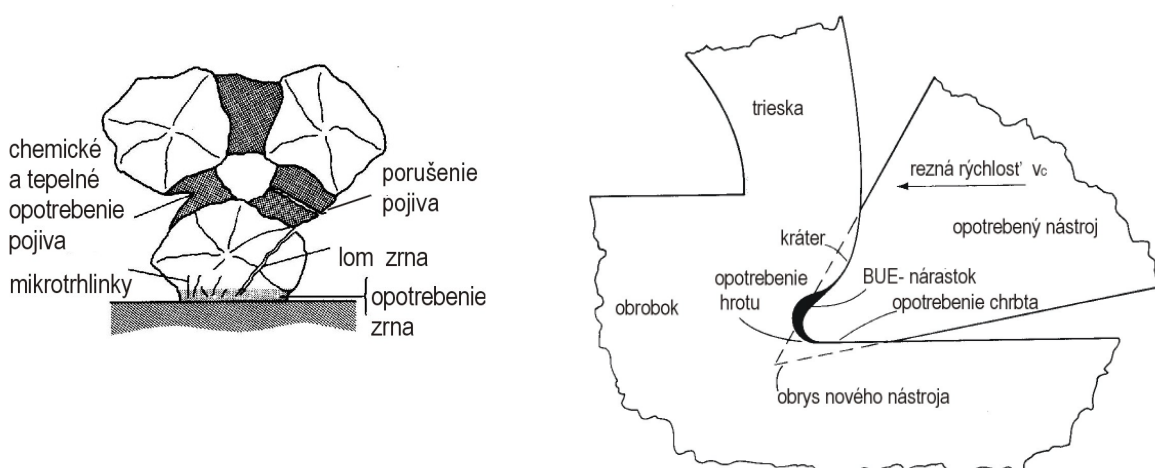 chemické
a tepelné
opotrebenie
pojiva
mikrotrhlinky
porušenie
pojiva
lom zrna
opotrebenie
zrna
trieska
rezná rýchlosť vc
opotrebený nástroj
kráter
opotrebenie
hrotu
BUE- nárastok
opotrebenie chrbta
obrobok
obrys nového nástroja